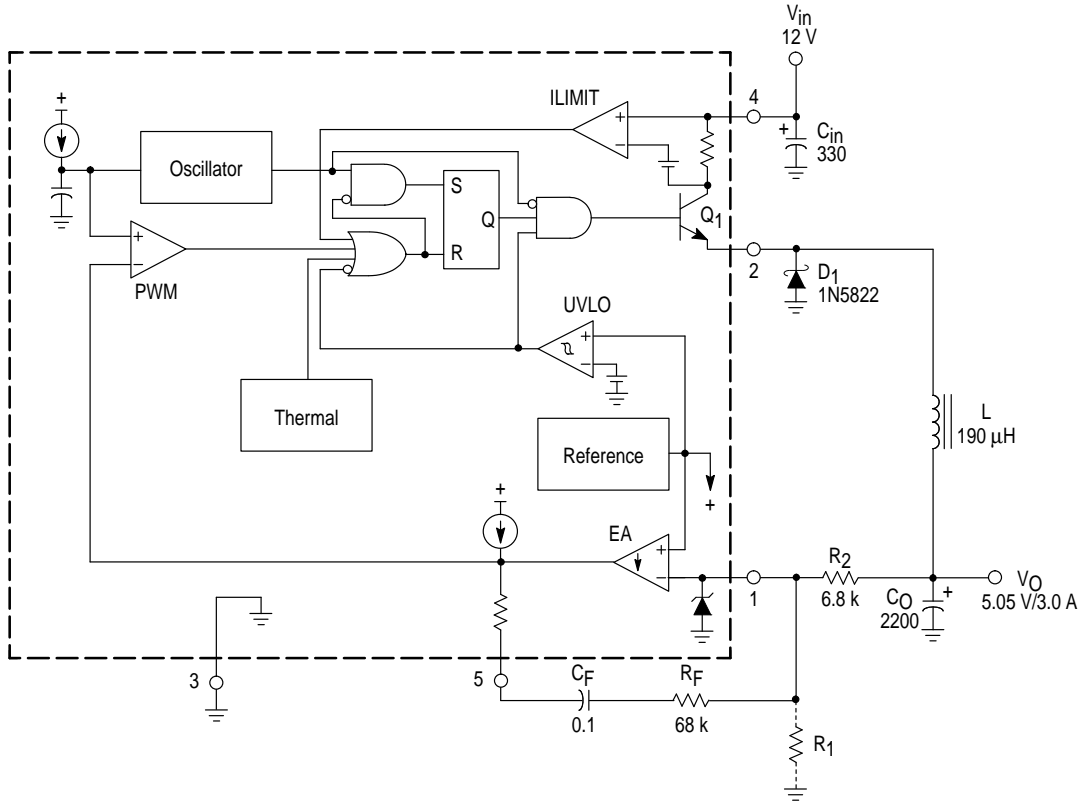 Vin
12 V
4
ILIMIT
+
–
+
Cin
330
+
Oscillator
S
Q
R
Q1
+
–
PWM
2
D1
1N5822
UVLO
+
–
Thermal
L
190 µH
Reference
+
+
EA
+
–
1
R2
6.8 k
CO
2200
+
VO
5.05 V/3.0 A
3
5
CF
0.1
RF
68 k
R1